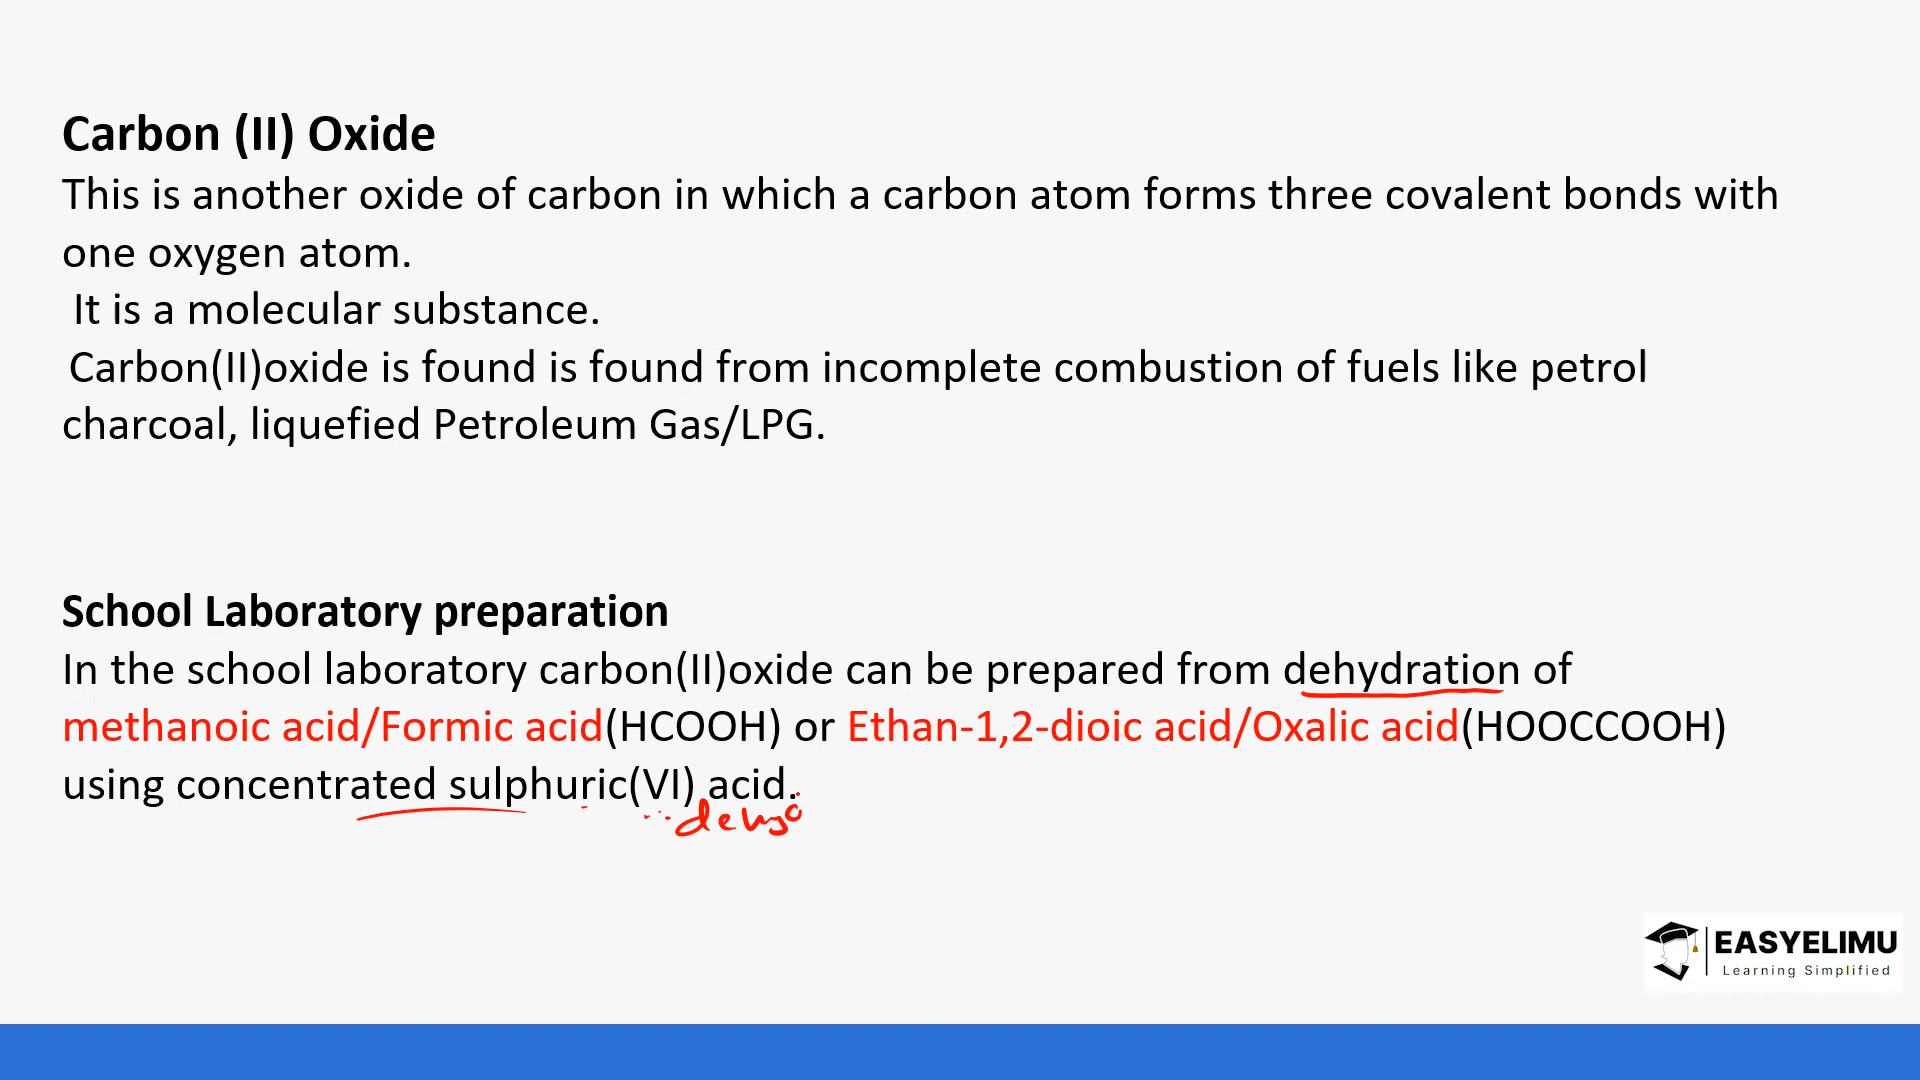 Carbon (II) Oxide
This is another oxide of carbon in which a carbon atom forms three covalent bonds with
one oxygen atom.
It is a molecular substance.
Carbon(II)oxide is found is found from incomplete combustion of fuels like petrol
charcoal, liquefied Petroleum Gas/LPG.
School Laboratory preparation
In the school laboratory carbon(II)oxide can be prepared from dehydration of
methanoic acid/Formic acid(HCOOH) or Ethan-1,2-dioic acid/Oxalic acid(HOOCCOOH)
using concentrated sulphuric(VI) acid.
EASYELIMU
Learning Simplified